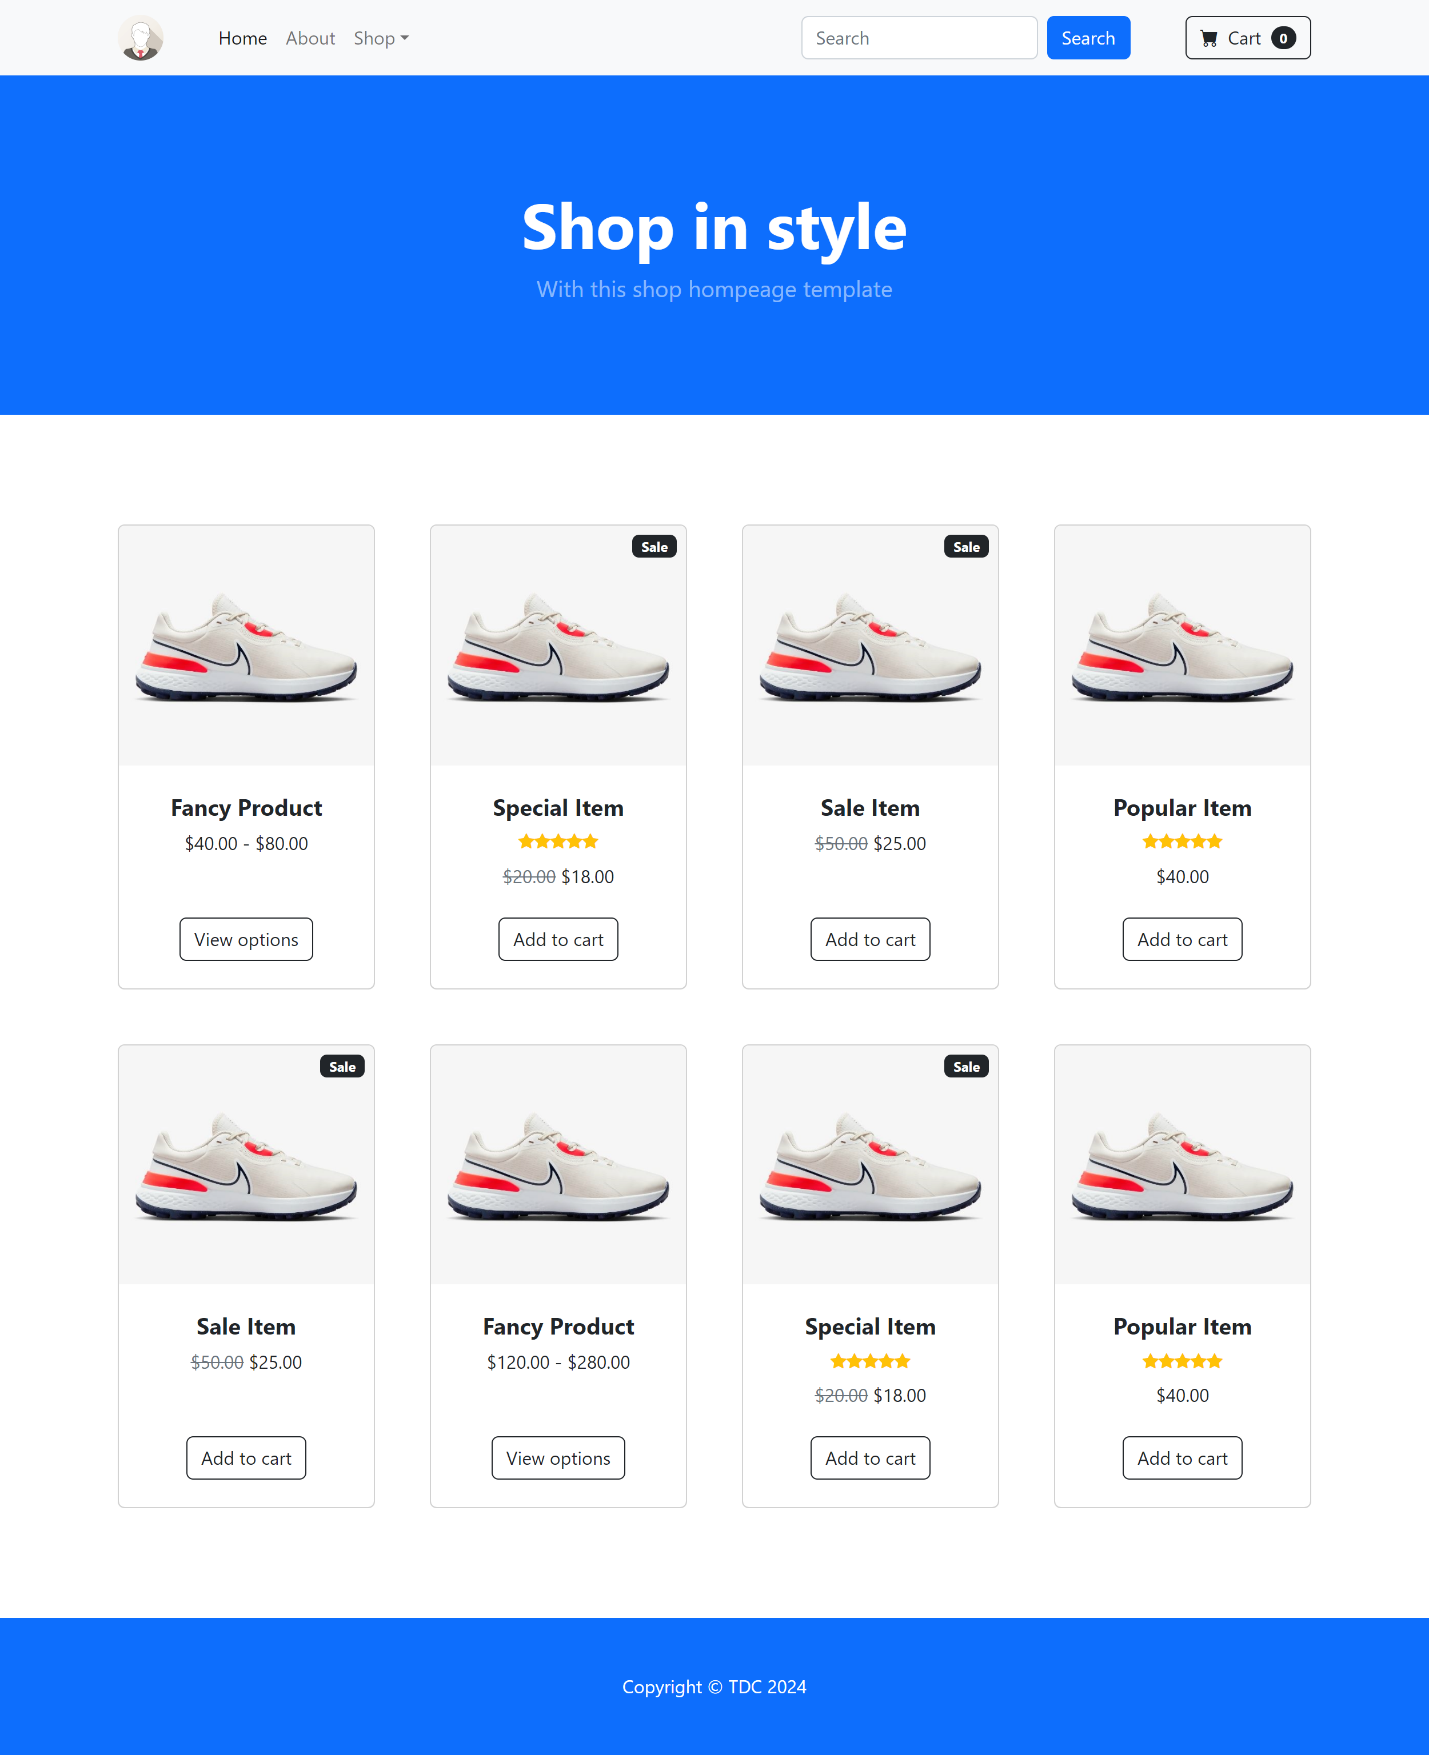 Home About Shop Search Search Cart 0
Shop in style
With this shop hompeage template
Sale Sale
Fancy Product Special Item Sale Item Popular Item
$40.00 - $80.00 $50.00 $25.00
$20.00 $18.00 $40.00
View options Add to cart Add to cart Add to cart
Sale Sale
Sale Item Fancy Product Special Item Popular Item
$50.00 $25.00 $120.00 - $280.00
$20.00 $18.00 $40.00
Add to cart View options Add to cart Add to cart
Copyright © TDC 2024